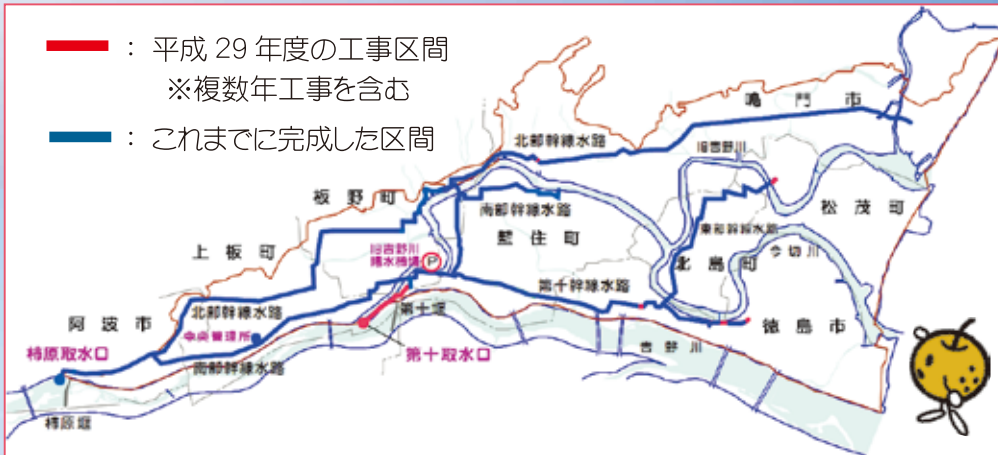 ： 平成 29 年度の工事区間
※複数年工事を含む
： これまでに完成した区間
鳴門市
北部幹線水路
旧吉野川
板野町
南部幹線水路
松茂町
藍住町
東部幹線水路
上板町
旧吉野川
揚水機場
P
北島町
今切川
第十幹線水路
北部幹線水路
第十堰
阿波市
中央管理所
徳島市
柿原取水口
南部幹線水路
第十取水口
吉野川
柿原堰